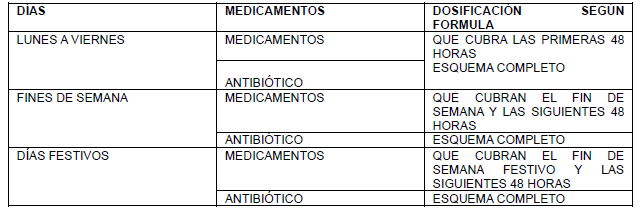 DÍAS
MEDICAMENTOS
DOSIFICACIÓN SEGÚN
FORMULA
LUNES A VIERNES
MEDICAMENTOS
QUE CUBRA LAS PRIMERAS 48
HORAS
ESQUEMA COMPLETO
ANTIBIÓTICO
FINES DE SEMANA
MEDICAMENTOS
QUE CUBRAN EL FIN DE
SEMANA Y LAS SIGUIENTES 48
HORAS
ANTIBIÓTICO
ESQUEMA COMPLETO
DÍAS FESTIVOS
MEDICAMENTOS
QUE CUBRAN EL FIN DE
SEMANA FESTIVO Y LAS
SIGUIENTES 48 HORAS
ANTIBIÓTICO
ESQUEMA COMPLETO